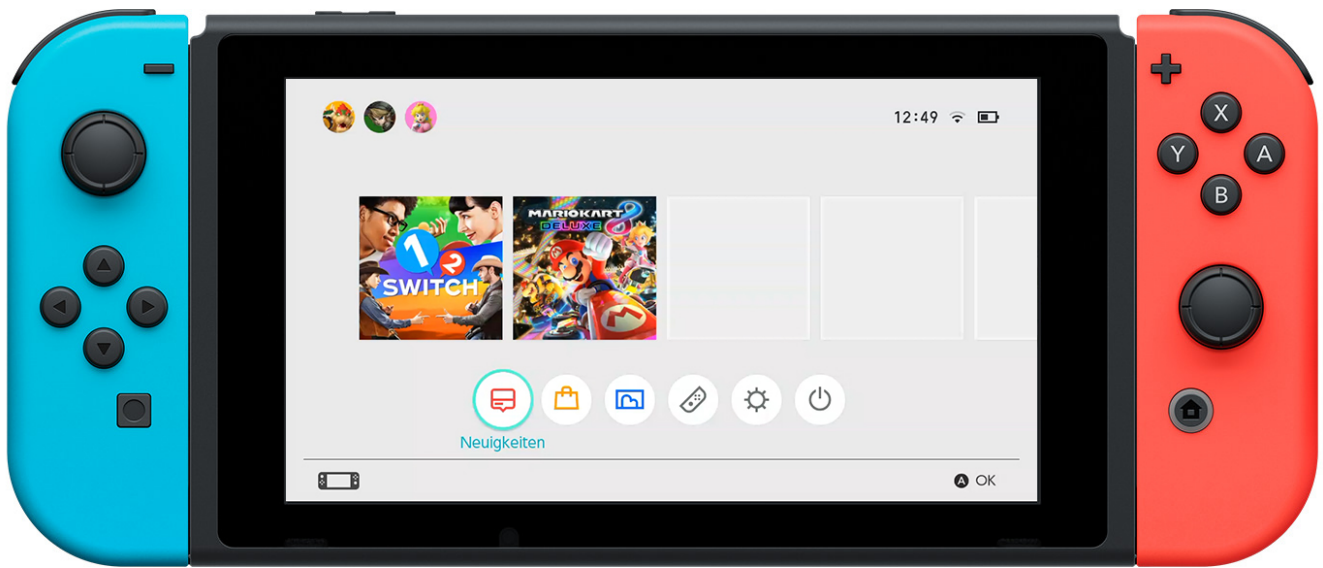 12:49
1
2
SWITCH
MARIOKART 8
DELUXE
Neuigkeiten
A OK
X
Y
A
B